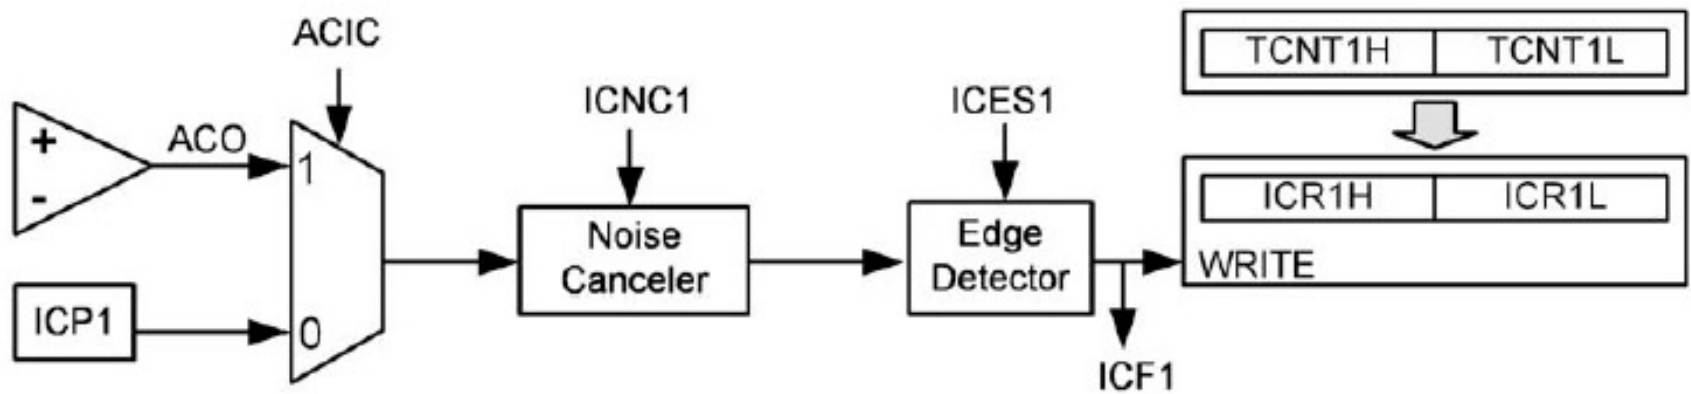 ACIC
TCNT1H TCNT1L
ICNC1
ICES1
+
ACO
1
-
ICR1H ICR1L
Noise
Canceler
Edge
Detector
WRITE
ICP1
0
ICF1